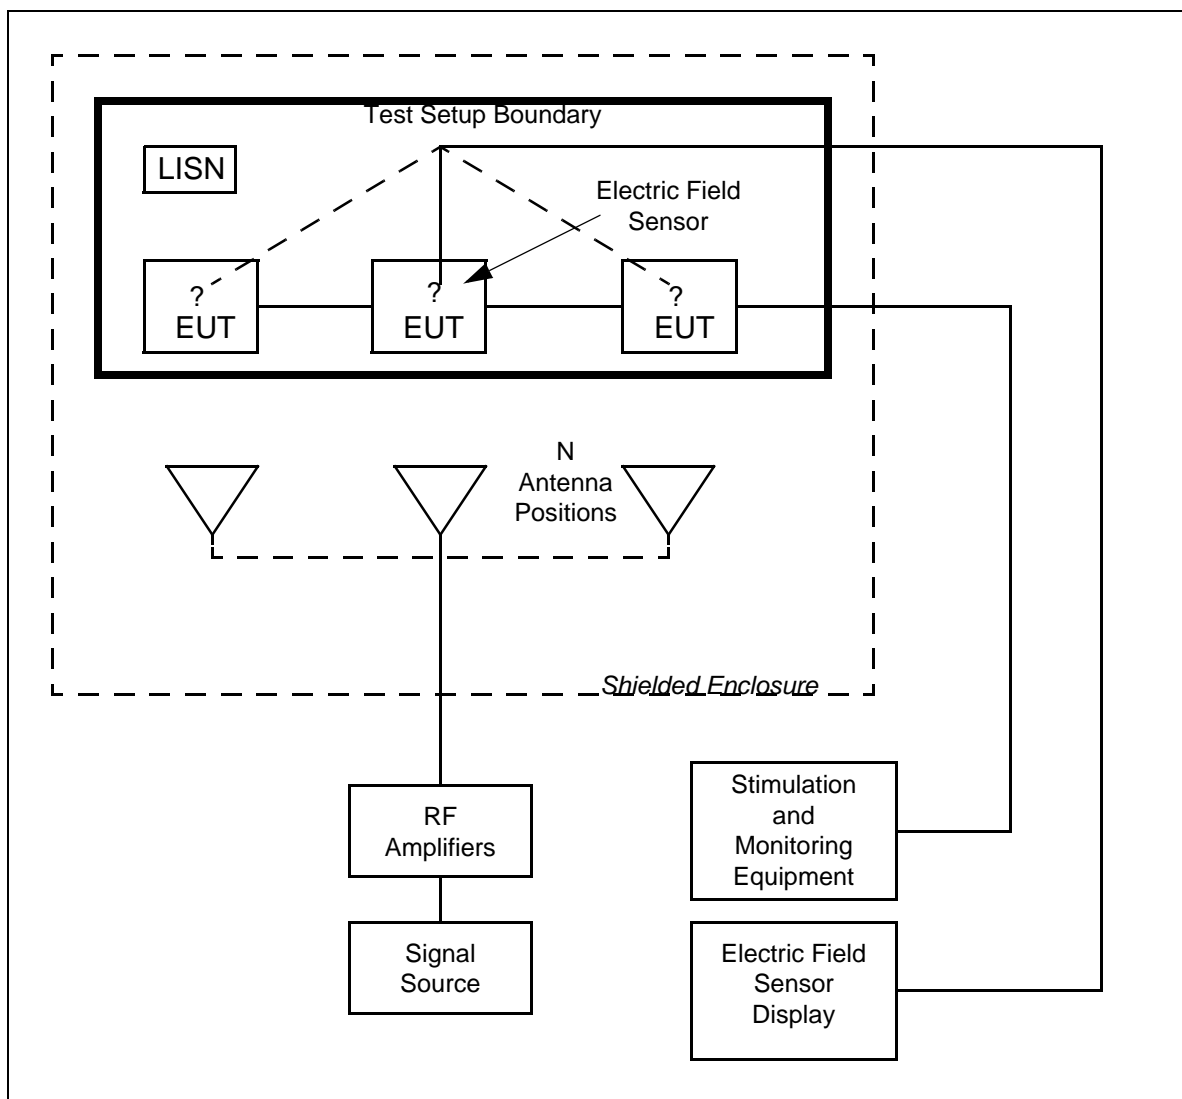 Test Setup Boundary
LISN
Electric Field
Sensor
?
EUT
?
EUT
?
EUT
N
Antenna
Positions
Shielded Enclosure
RF
Amplifiers
Signal
Source
Stimulation
and
Monitoring
Equipment
Electric Field
Sensor
Display